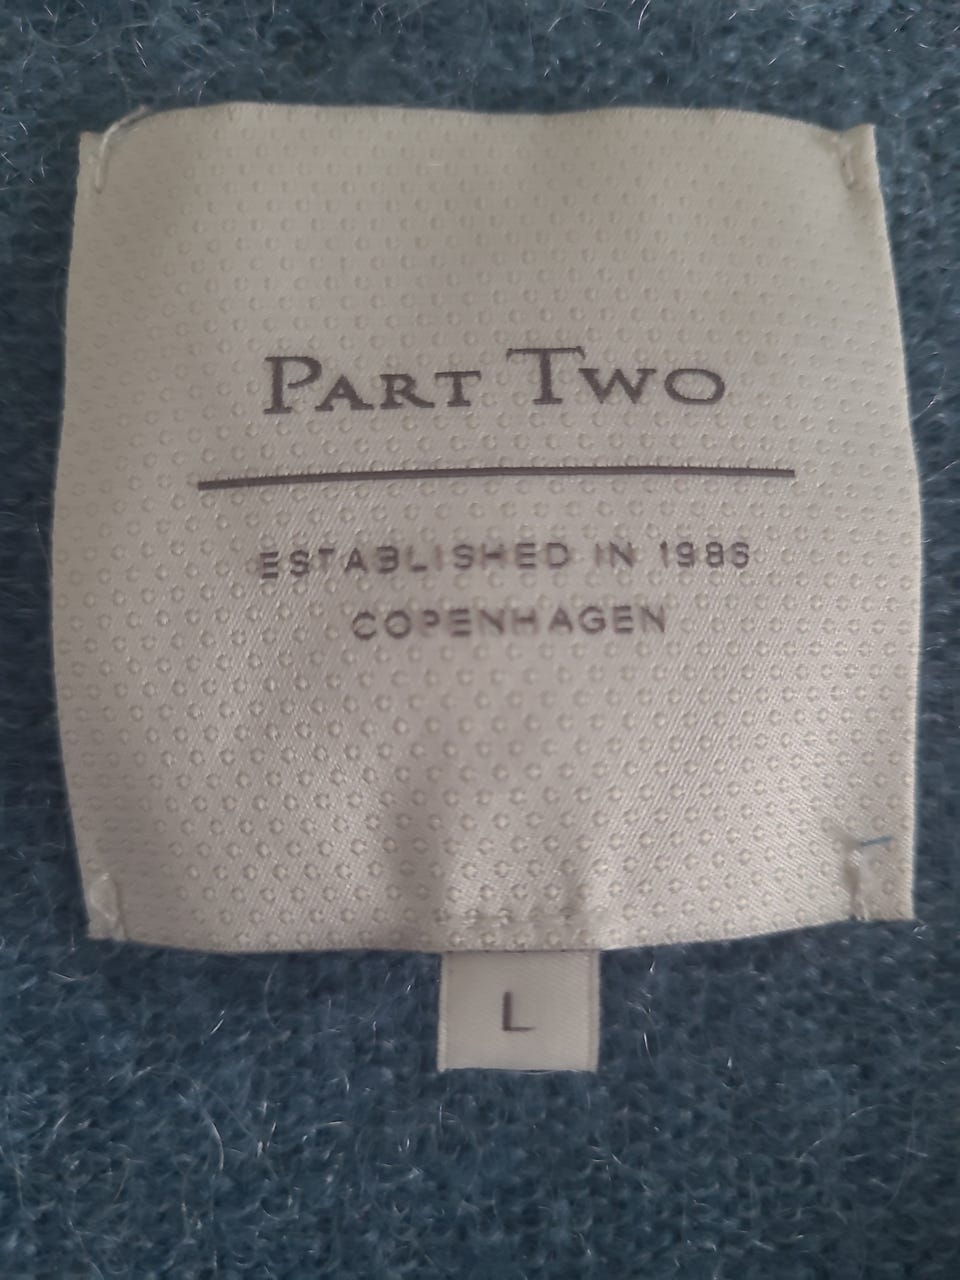 PART TWO
ESTABLISHED IN 1986
COPENHAGEN
L